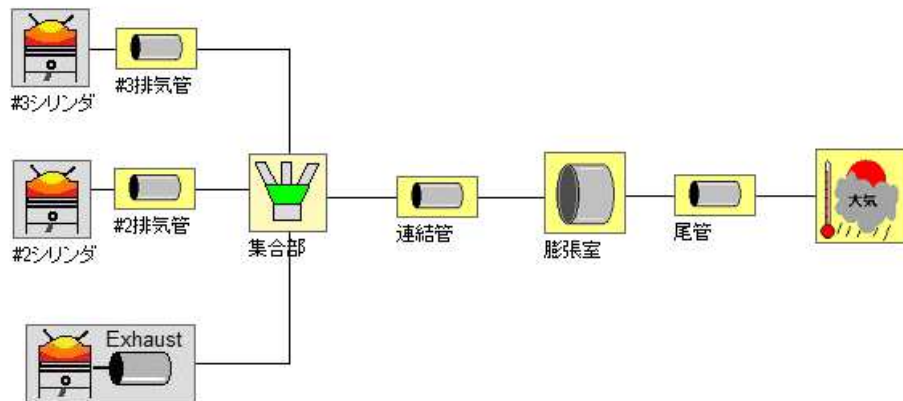 #3シリンダ
#3排気管
#2シリンダ
#2排気管
集合部
連結管
膨張室
尾管
大気
Exhaust